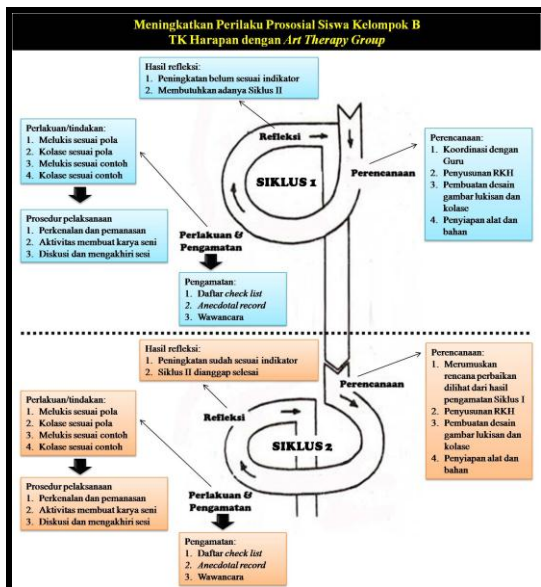 Meningkatkan Perilaku Prososial Siswa Kelompok B
TK Harapan dengan Art Therapy Group
Hasil refleksi:
1. Peningkatan belum sesuai indikator
2. Membutuhkan adanya Siklus II
Perlakuan/tindakan:
1. Melukis sesuai pola
2. Kolase sesuai pola
3. Melukis sesuai contoh
4. Kolase sesuai contoh
Refleksi
SIKLUS 1
Perencanaan
Perencanaan:
1. Koordinasi dengan
Guru
2. Penyusunan RKH
3. Pembuatan desain
gambar lukisan dan
kolase
4. Penyiapan alat dan
bahan
Prosedur pelaksanaan
1. Perkenalan dan pemanasan
2. Aktivitas membuat karya seni
3. Diskusi dan mengakhiri sesi
Perlakuan &
Pengamatan
Pengamatan:
1. Daftar check list
2. Anecdotal record
3. Wawancara
Hasil refleksi:
1. Peningkatan sudah sesuai indikator
2. Siklus II dianggap selesai
Perlakuan/tindakan:
1. Melukis sesuai pola
2. Kolase sesuai pola
3. Melukis sesuai contoh
4. Kolase sesuai contoh
Refleksi
SIKLUS 2
Perencanaan
Perencanaan:
1. Merumuskan
rencana perbaikan
dilihat dari hasil
pengamatan Siklus I
2. Penyusunan RKH
3. Pembuatan desain
gambar lukisan dan
kolase
4. Penyiapan alat dan
bahan
Prosedur pelaksanaan
1. Perkenalan dan pemanasan
2. Aktivitas membuat karya seni
3. Diskusi dan mengakhiri sesi
Perlakuan &
Pengamatan
Pengamatan:
1. Daftar check list
2. Anecdotal record
3. Wawancara